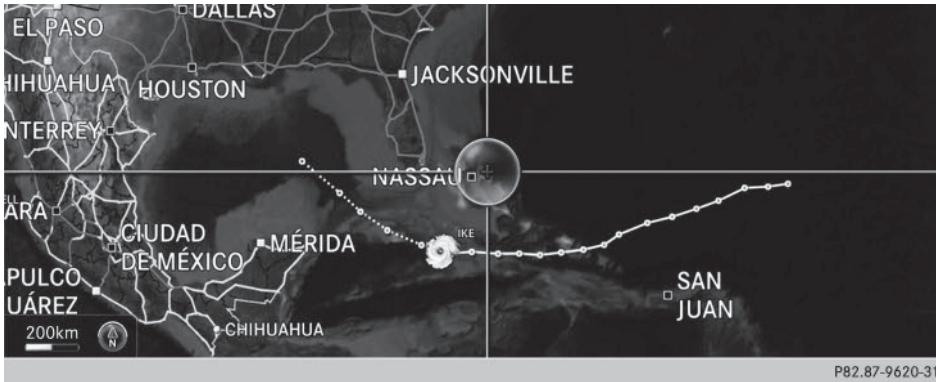 DALLAS
EL PASO
HIHUAHUA
HOUSTON
JACKSONVILLE
NTERREY
NASSAU
ARA
CIUDAD
DE MÉXICO
MÉRIDA
IKE
APULCO
UÁREZ
SAN
JUAN
200km
N
CHIHUAHUA
P82.87-9620-31